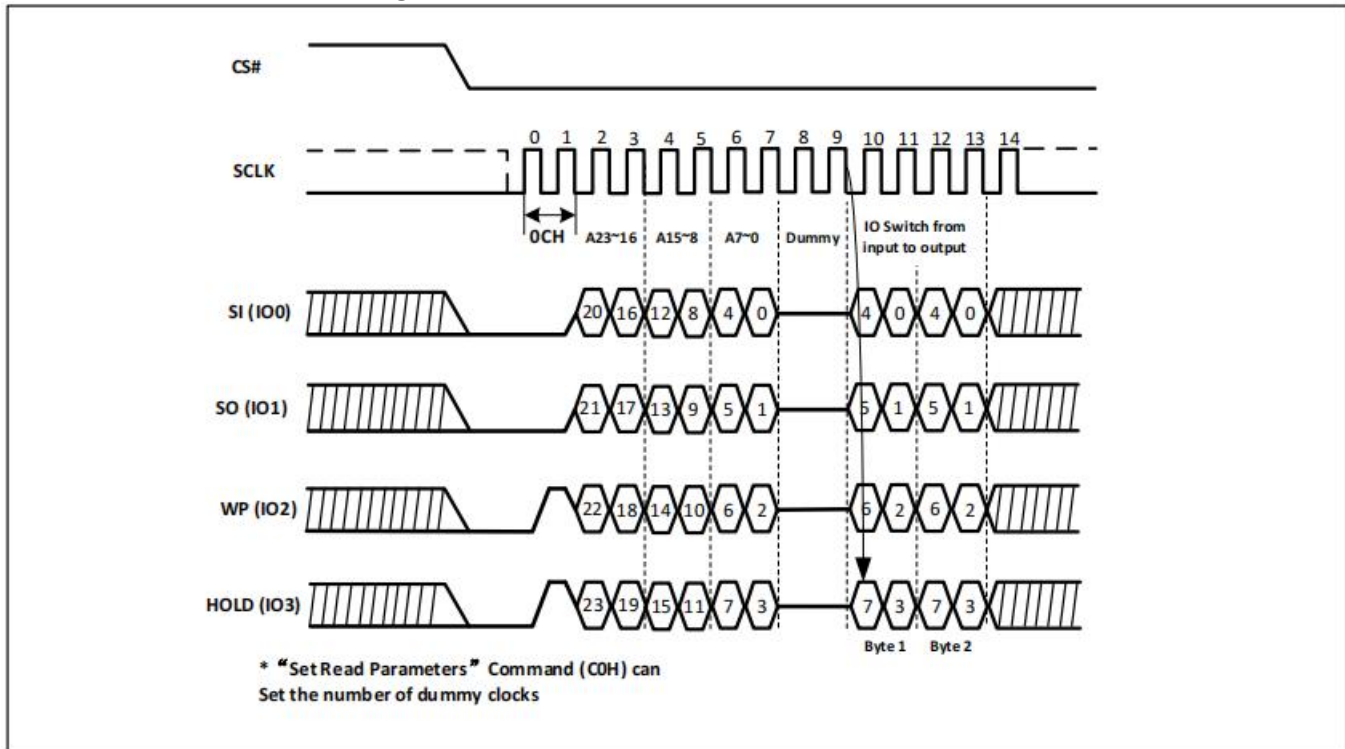 CS#
0 1 2 3 4 5 6 7 8 9 10 11 12 13 14
SCLK
0CH A23~16 A15~8 A7~0 Dummy IO Switch from
input to output
SI (IO0) 20 16 12 8 4 0 4 0 4 0
SO (IO1) 21 17 13 9 5 1 5 1 5 1
WP (IO2) 22 18 14 10 6 2 6 2 6 2
HOLD (IO3) 23 19 15 11 7 3 7 3 7 3
Byte 1 Byte 2
* “Set Read Parameters” Command (C0H) can
Set the number of dummy clocks